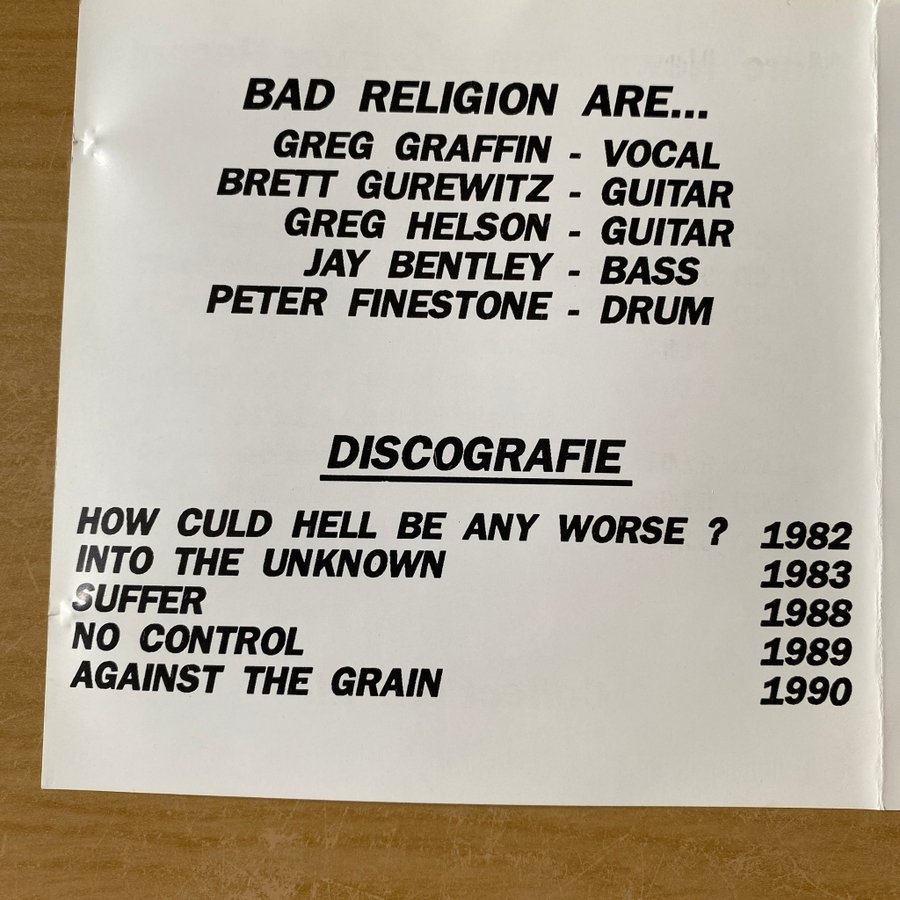 BAD RELIGION ARE...
GREG GRAFFIN - VOCAL
BRETT GUREWITZ - GUITAR
GREG HELSON - GUITAR
JAY BENTLEY - BASS
PETER FINESTONE - DRUM
DISCOGRAFIE
HOW CULD HELL BE ANY WORSE ? 1982
INTO THE UNKNOWN 1983
SUFFER 1988
NO CONTROL 1989
AGAINST THE GRAIN 1990